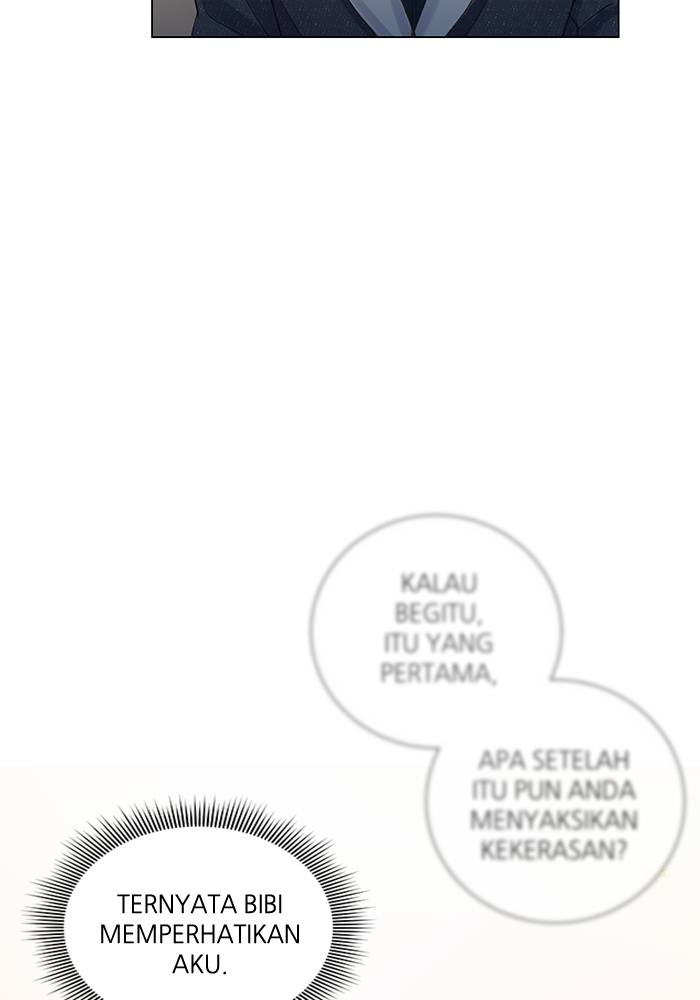 KALAU
BEGITU,
ITU YANG
PERTAMA,
APA SETELAH
ITU PUN ANDA
MENYAKSIKAN
KEKERASAN?
TERNYATA BIBI
MEMPERHATIKAN
AKU.